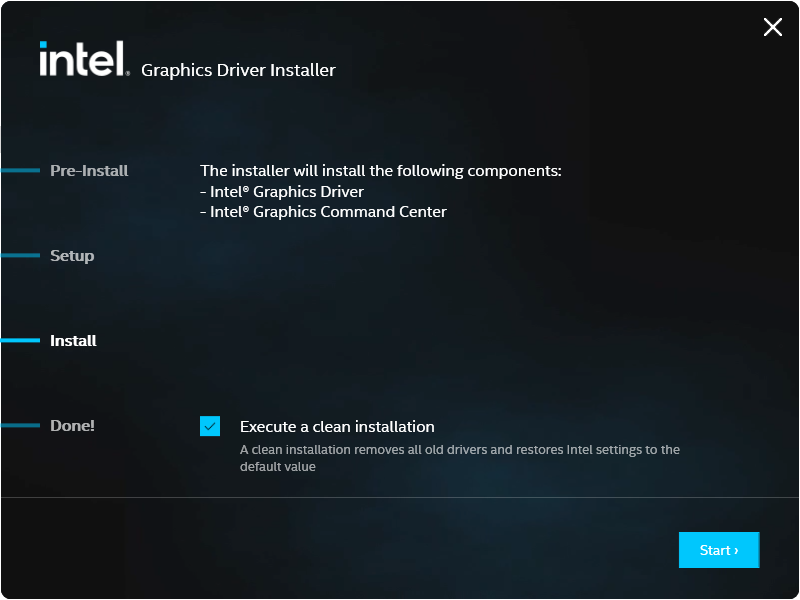 intel® Graphics Driver Installer
Pre-Install
The installer will install the following components:
- Intel® Graphics Driver
- Intel® Graphics Command Center
Setup
Install
Done!
Execute a clean installation
A clean installation removes all old drivers and restores Intel settings to the
default value
Start ›